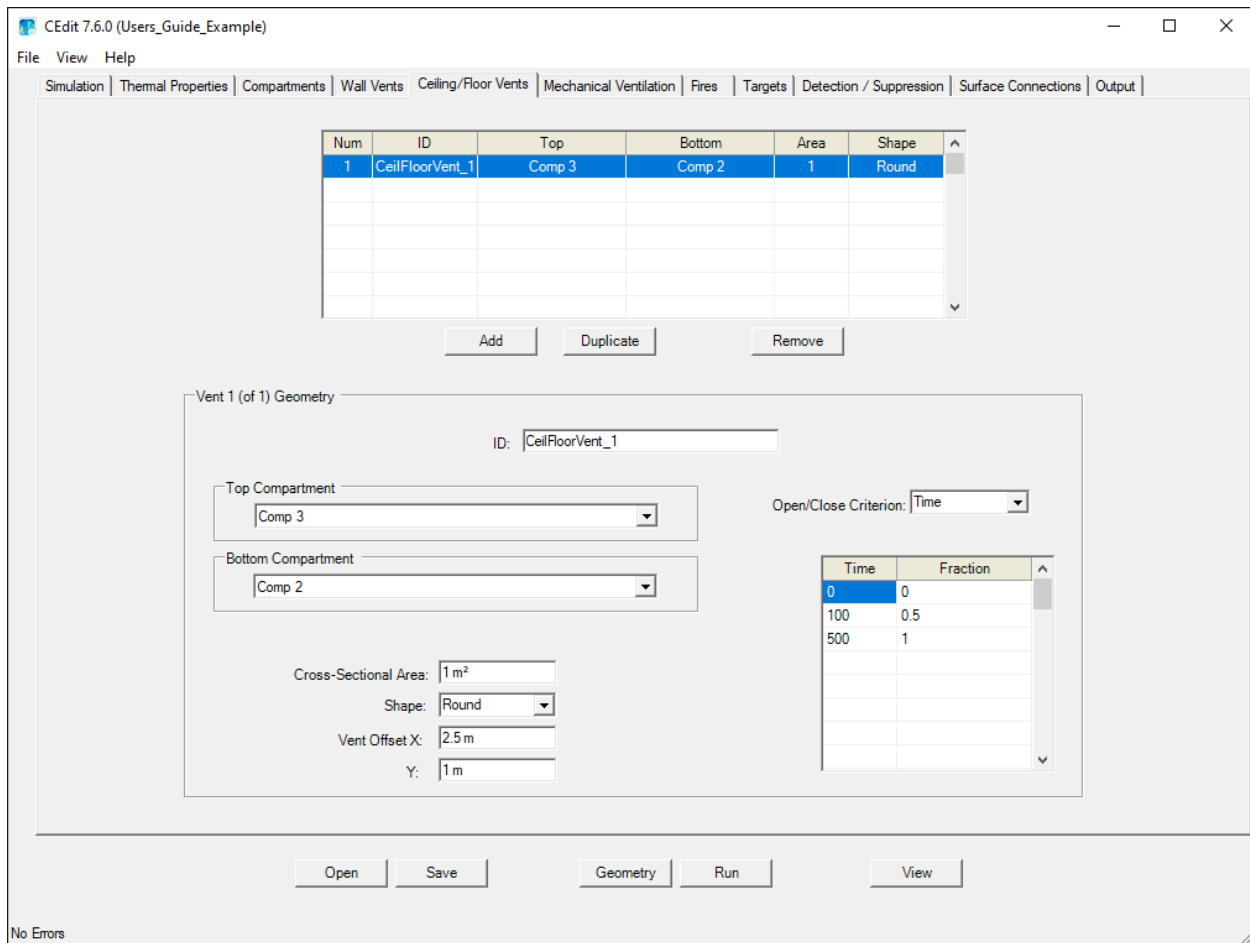 CEdit 7.6.0 (Users_Guide_Example)
File View Help
Simulation Thermal Properties Compartments Wall Vents Ceiling/Floor Vents Mechanical Ventilation Fires Targets Detection / Suppression Surface Connections Output
Num ID Top Bottom Area Shape
1 CeilFloorVent_1 Comp 3 Comp 2 1 Round
Add Duplicate Remove
Vent 1 (of 1) Geometry
ID: CeilFloorVent_1
Top Compartment
Comp 3
Open/Close Criterion: Time
Bottom Compartment
Comp 2
Time Fraction
0 0
100 0.5
500 1
Cross-Sectional Area: 1 m²
Shape: Round
Vent Offset X: 2.5 m
Y: 1 m
Open Save Geometry Run View
No Errors